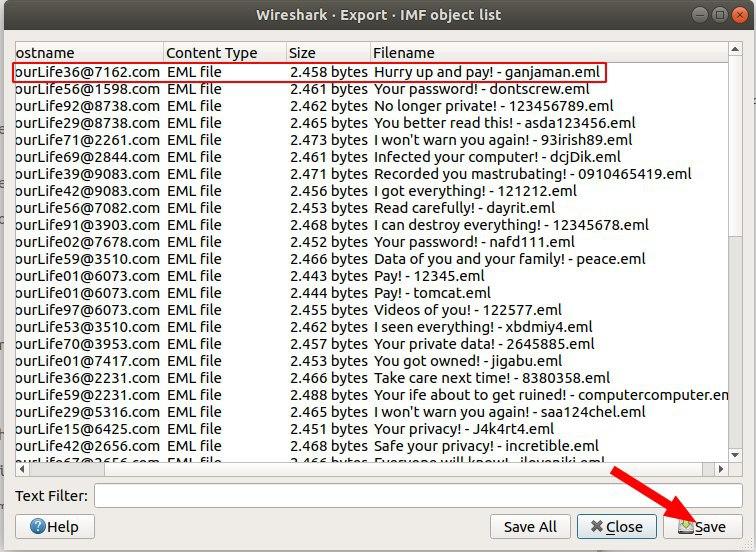 Wireshark · Export · IMF object list
ostname Content Type Size Filename
ourLife36@7162.com EML file 2.458 bytes Hurry up and pay! - ganjaman.eml
ourLife56@1598.com EML file 2.461 bytes Your password! - dontscrew.eml
ourLife92@8738.com EML file 2.462 bytes No longer private! - 123456789.eml
ourLife29@8738.com EML file 2.465 bytes You better read this! - asda123456.eml
ourLife71@2261.com EML file 2.473 bytes I won't warn you again! - 93irish89.eml
ourLife69@2844.com EML file 2.461 bytes Infected your computer! - dcjDik.eml
ourLife39@9083.com EML file 2.471 bytes Recorded you mastrubating! - 0910465419.eml
ourLife42@9083.com EML file 2.456 bytes I got everything! - 121212.eml
ourLife56@7082.com EML file 2.453 bytes Read carefully! - dayrit.eml
ourLife91@3903.com EML file 2.468 bytes I can destroy everything! - 12345678.eml
ourLife02@7678.com EML file 2.452 bytes Your password! - nafd111.eml
ourLife59@3510.com EML file 2.466 bytes Data of you and your family! - peace.eml
ourLife01@6073.com EML file 2.443 bytes Pay! - 12345.eml
ourLife01@6073.com EML file 2.444 bytes Pay! - tomcat.eml
ourLife97@6073.com EML file 2.455 bytes Videos of you! - 122577.eml
ourLife53@3510.com EML file 2.462 bytes I seen everything! - xbdmiy4.eml
ourLife70@3953.com EML file 2.457 bytes Your private data! - 2645885.eml
ourLife01@7417.com EML file 2.453 bytes You got owned! - jigabu.eml
ourLife36@2231.com EML file 2.466 bytes Take care next time! - 8380358.eml
ourLife59@2231.com EML file 2.488 bytes Your ife about to get ruined! - computercomputer.em
ourLife29@5316.com EML file 2.465 bytes I won't warn you again! - saa124chel.eml
ourLife15@6425.com EML file 2.451 bytes Your privacy! - J4k4rt4.eml
ourLife42@2656.com EML file 2.468 bytes Safe your privacy! - incretible.eml
Text Filter:
Help Save All Close Save